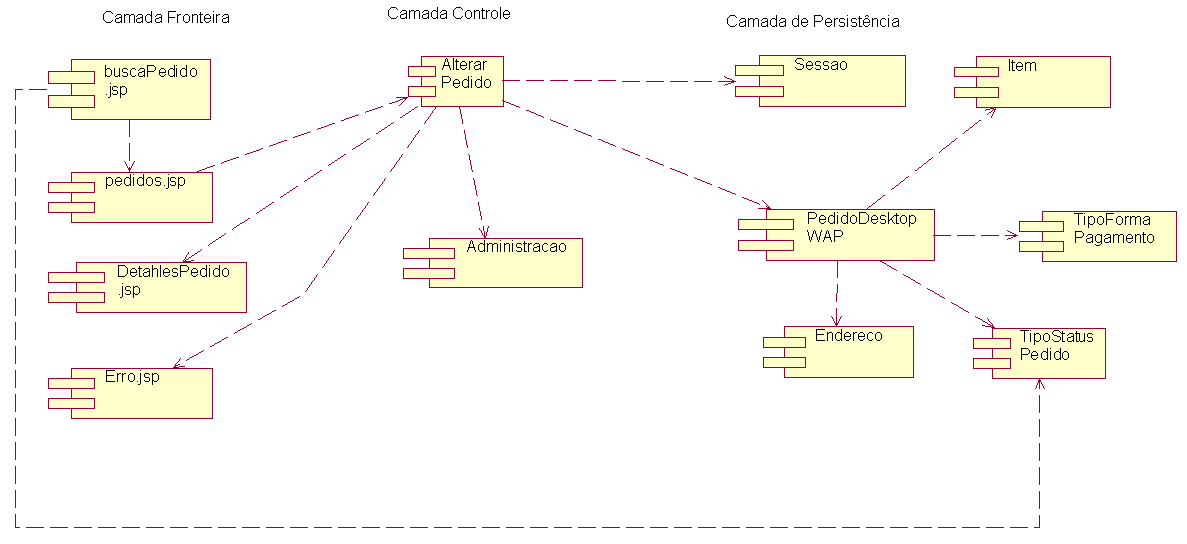 Camada Fronteira
Camada Controle
Camada de Persistência
buscaPedido
.jsp
Alterar
Pedido
Sessao
Item
pedidos.jsp
PedidoDesktop
WAP
TipoForma
Pagamento
Administracao
DetahlesPedido
.jsp
Endereco
TipoStatus
Pedido
Erro.jsp